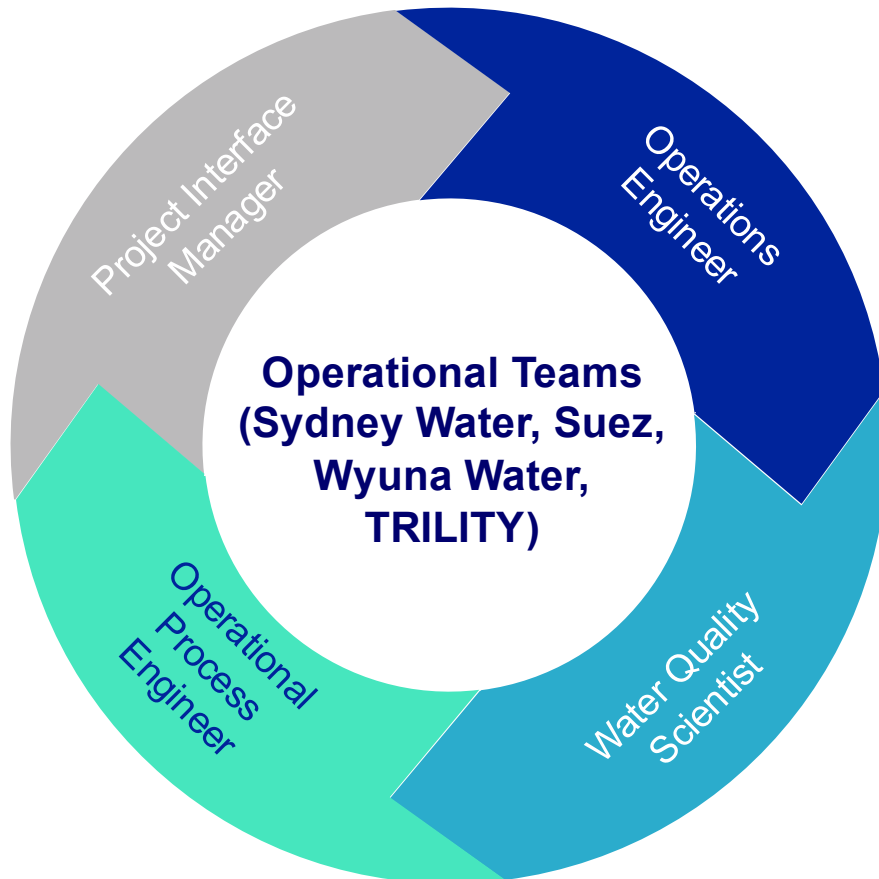 Project Interface
Manager
Operations
Engineer
Operational Teams
(Sydney Water, Suez,
Wyuna Water,
TRILITY)
Operational
Process
Engineer
Water Quality
Scientist